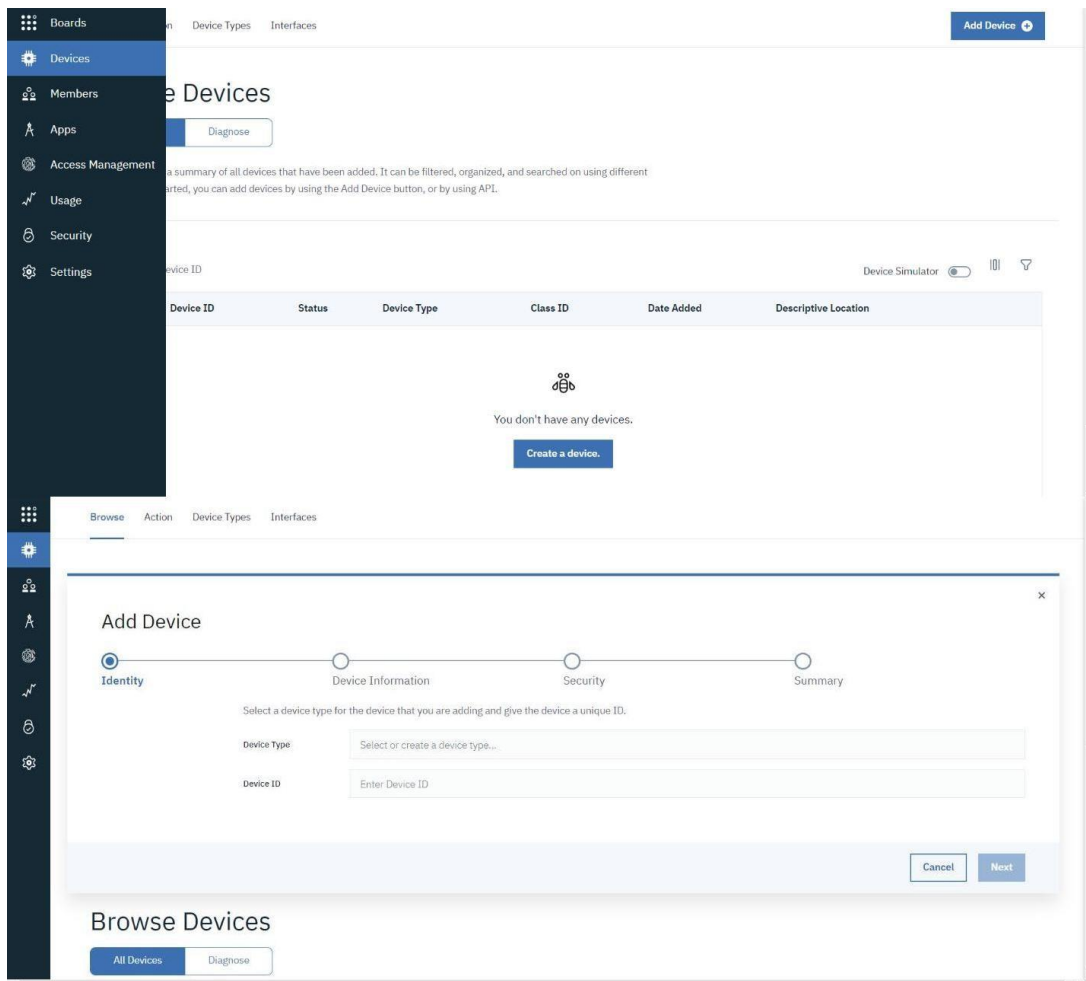 Boards
n Device Types Interfaces
Add Device
Devices
Members
e Devices
Apps
Diagnose
Access Management
a summary of all devices that have been added. It can be filtered, organized, and searched on using different
arted, you can add devices by using the Add Device button, or by using API.
Usage
Security
Settings
evice ID
Device Simulator
Device ID Status Device Type Class ID Date Added Descriptive Location
You don't have any devices.
Create a device.
Browse Action Device Types Interfaces
Add Device
Identity Device Information Security Summary
Select a device type for the device that you are adding and give the device a unique ID.
Device Type Select or create a device type...
Device ID Enter Device ID
Cancel Next
Browse Devices
All Devices Diagnose